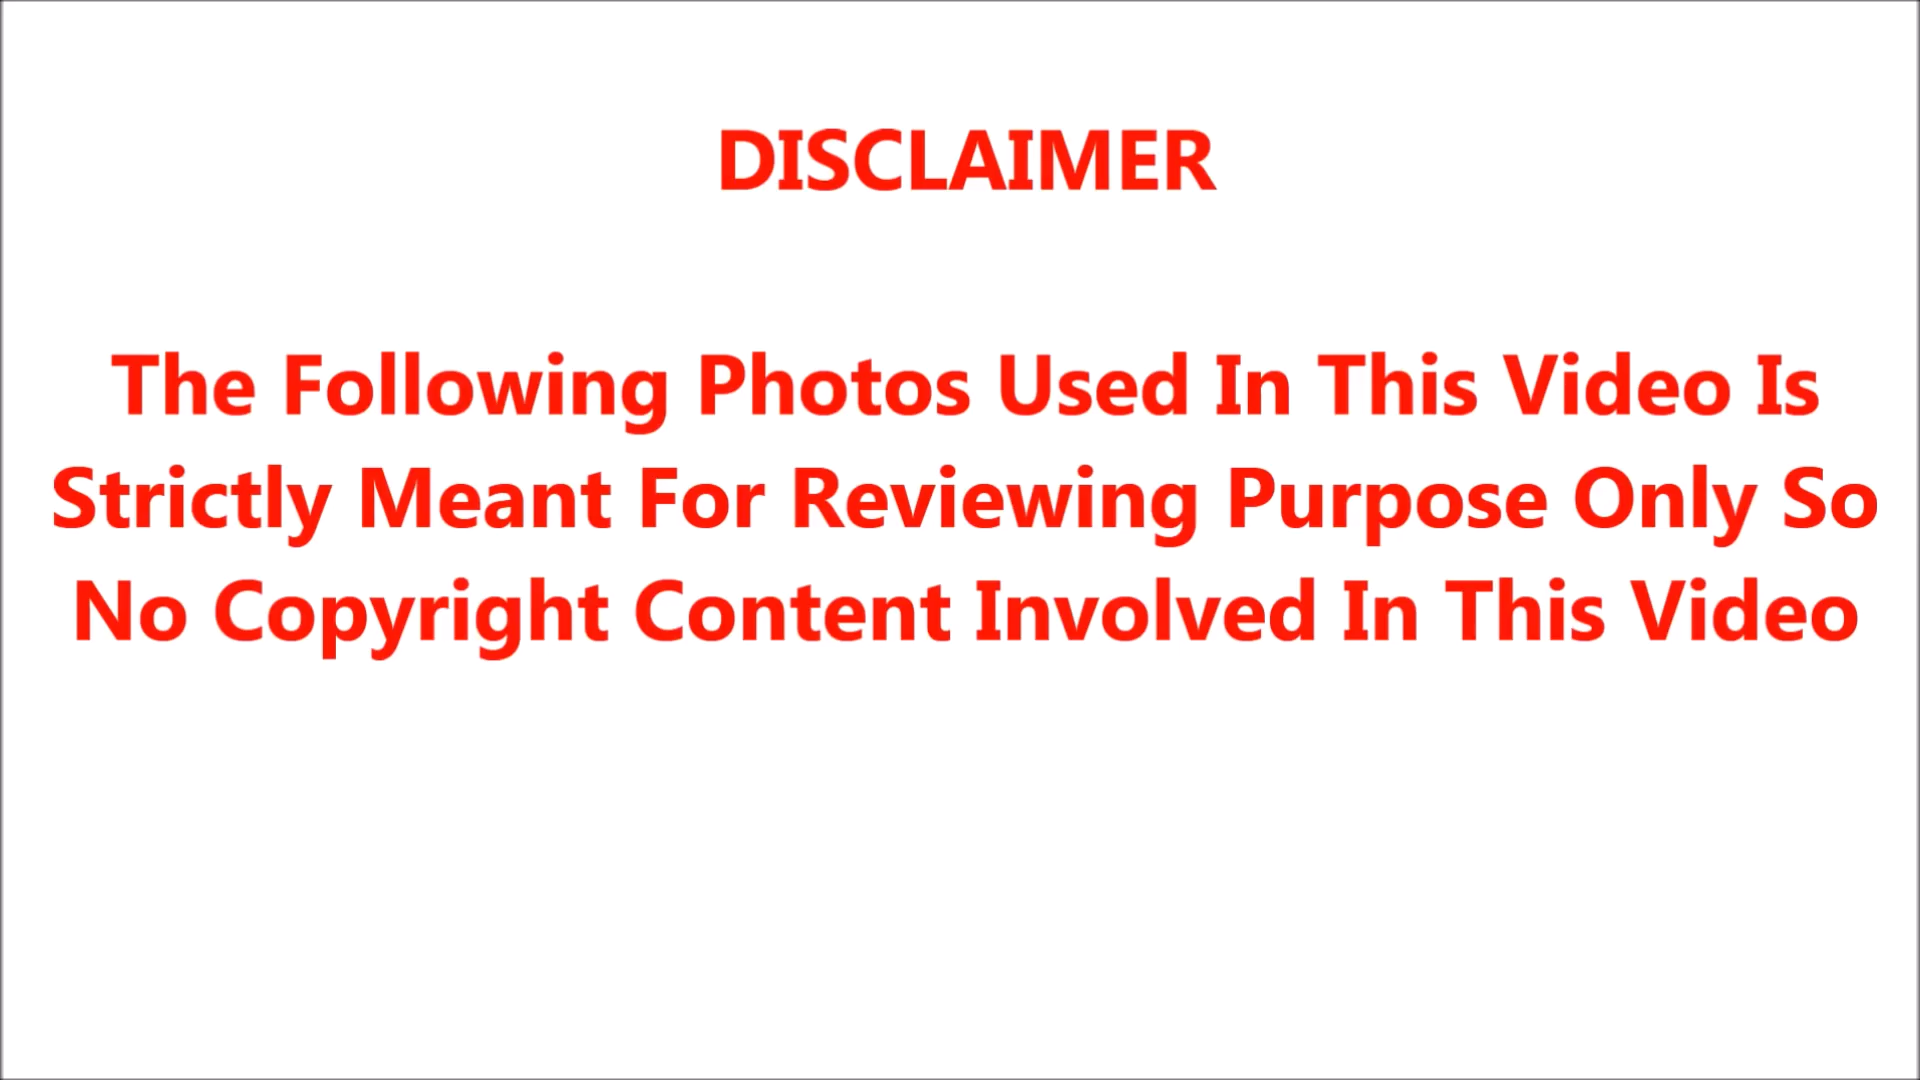 DISCLAIMER
The Following Photos Used In This Video Is
Strictly Meant For Reviewing Purpose Only So
No Copyright Content Involved In This Video